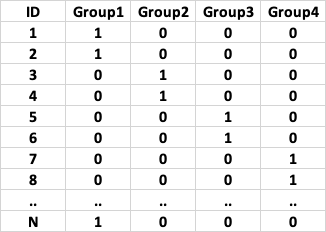 ID Group1 Group2 Group3 Group4
1 1 0 0 0
2 1 0 0 0
3 0 1 0 0
4 0 1 0 0
5 0 0 1 0
6 0 0 1 0
7 0 0 0 1
8 0 0 0 1
.. .. .. .. ..
N 1 0 0 0